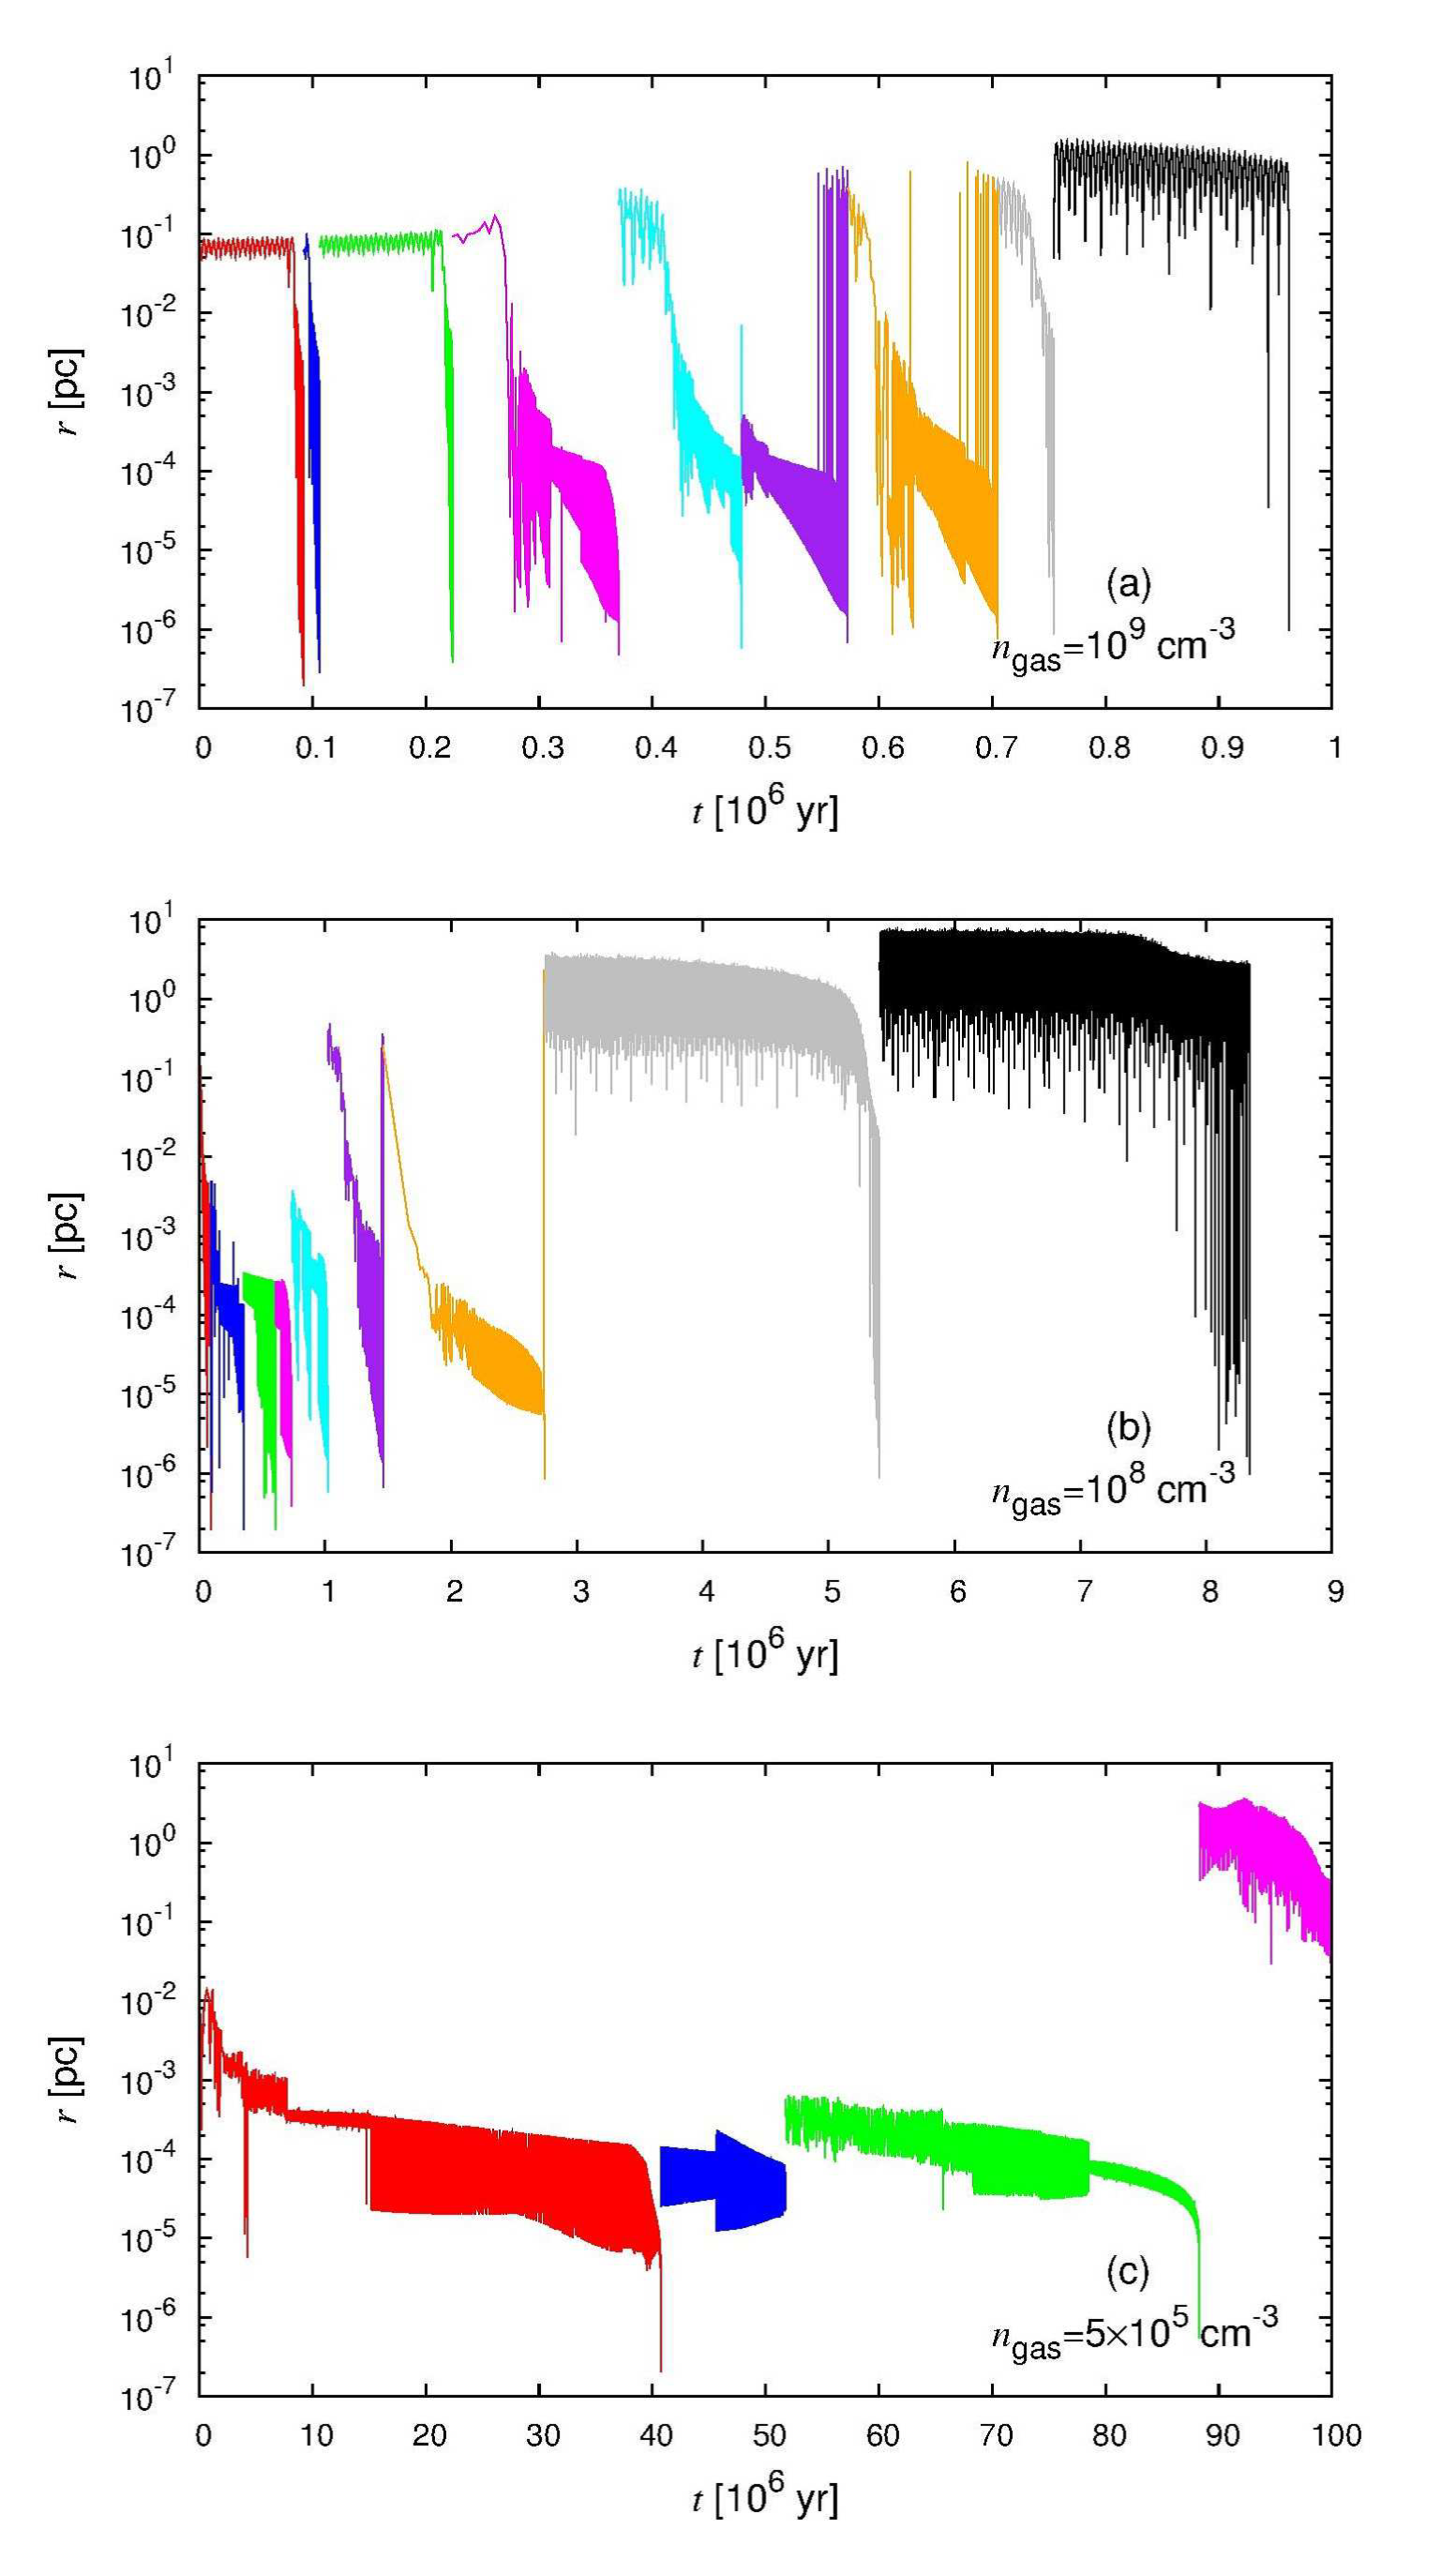 10^1
10^0
10^-1
10^-2
10^-3
10^-4
10^-5
10^-6
10^-7
r [pc]
(a)
n_gas=10^9 cm^-3
0 0.1 0.2 0.3 0.4 0.5 0.6 0.7 0.8 0.9 1
t [10^6 yr]
10^1
10^0
10^-1
10^-2
10^-3
10^-4
10^-5
10^-6
10^-7
r [pc]
(b)
n_gas=10^8 cm^-3
0 1 2 3 4 5 6 7 8 9
t [10^6 yr]
10^1
10^0
10^-1
10^-2
10^-3
10^-4
10^-5
10^-6
10^-7
r [pc]
(c)
n_gas=5×10^5 cm^-3
0 10 20 30 40 50 60 70 80 90 100
t [10^6 yr]